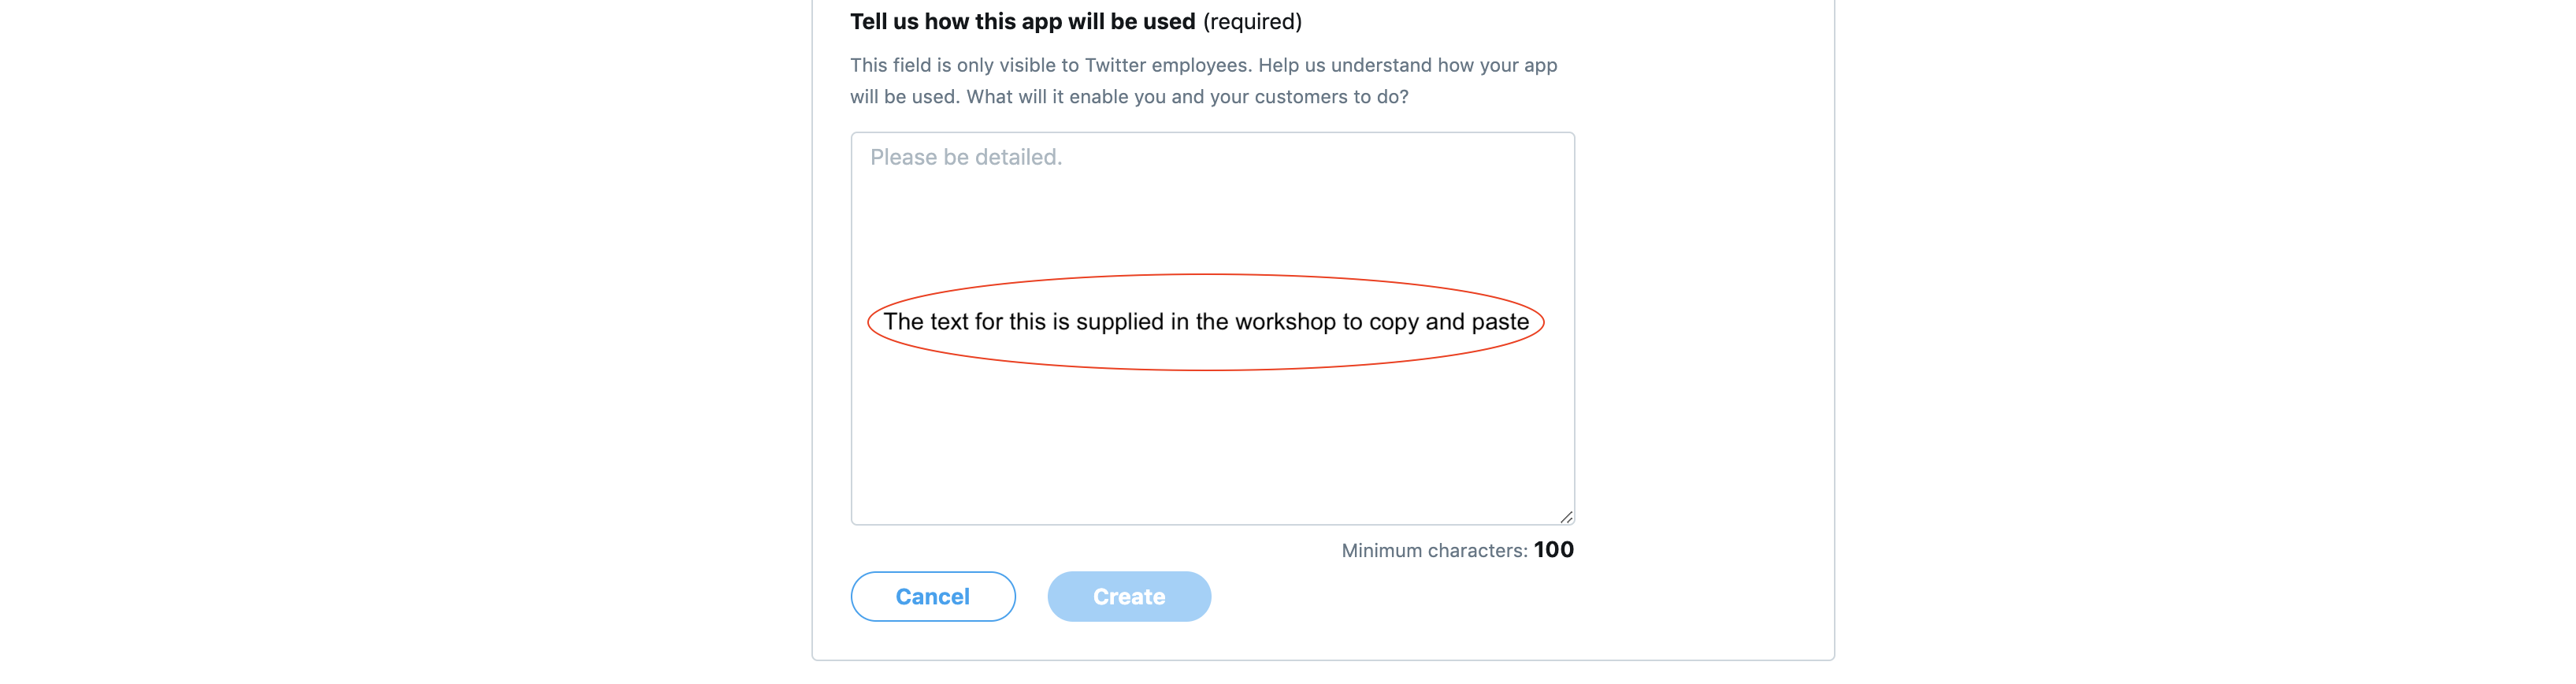 Tell us how this app will be used (required)
This field is only visible to Twitter employees. Help us understand how your app
will be used. What will it enable you and your customers to do?
Please be detailed.
The text for this is supplied in the workshop to copy and paste
Minimum characters: 100
Cancel Create